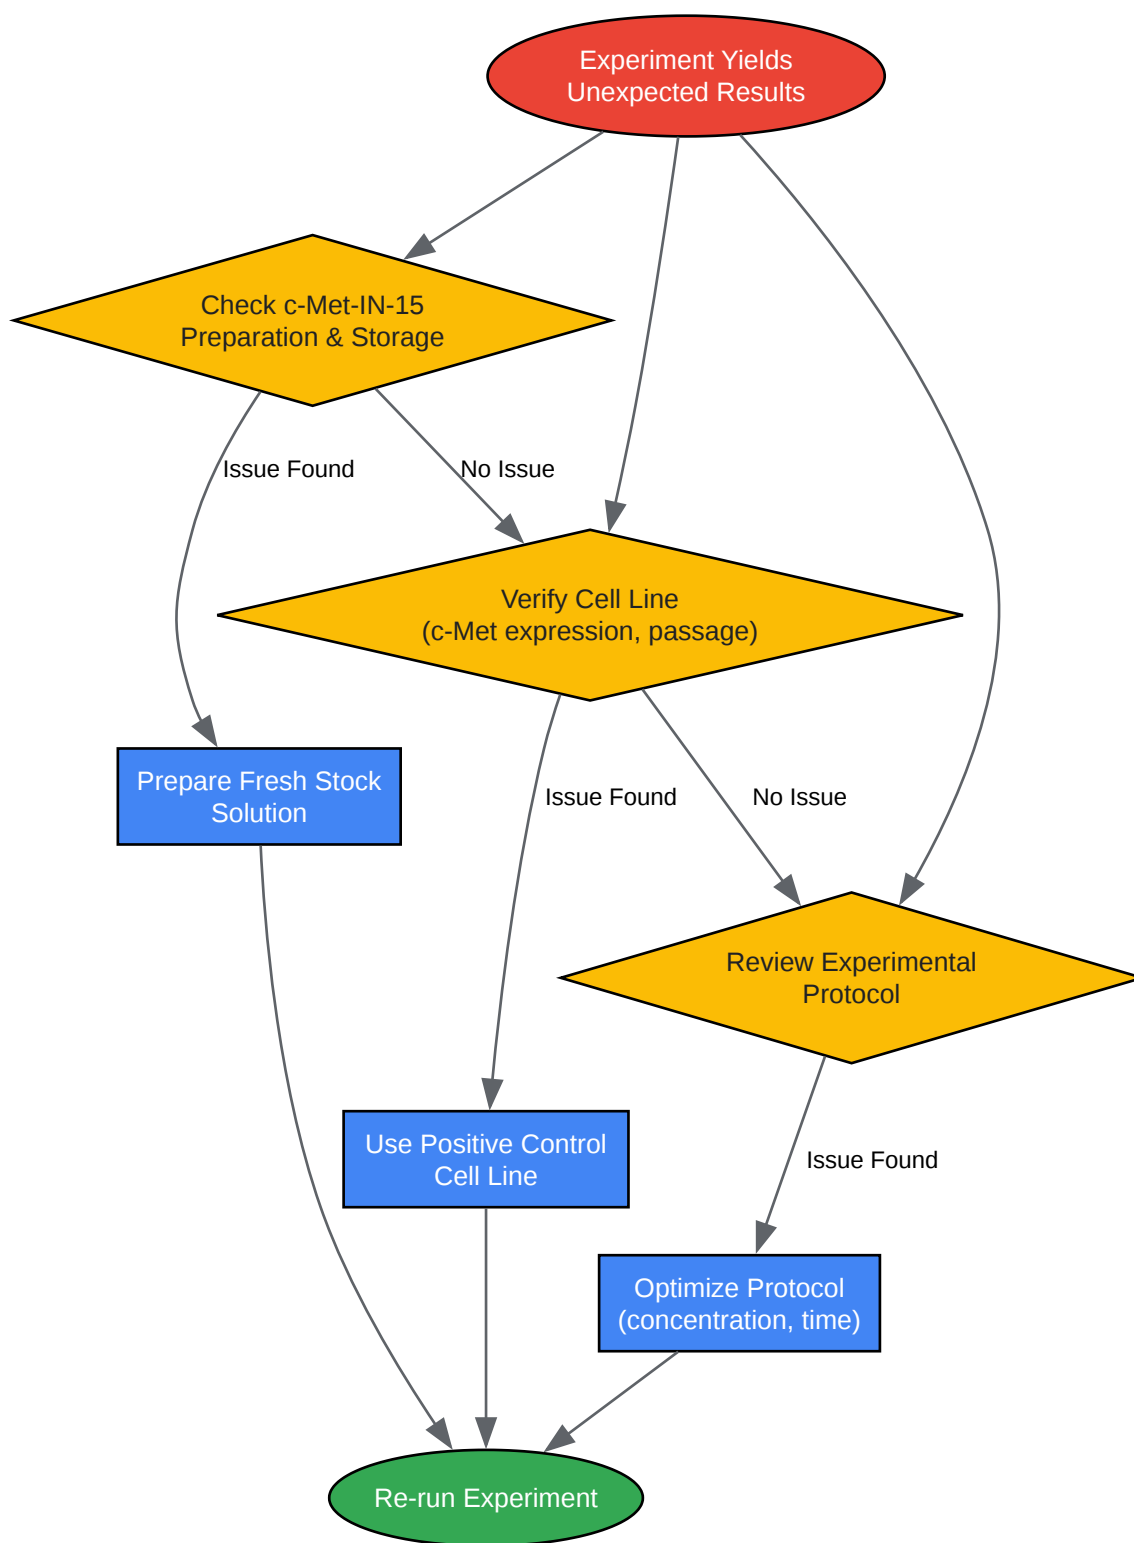 Experiment Yields
Unexpected Results
Check c-Met-IN-15
Preparation & Storage
Issue Found
No Issue
Verify Cell Line
(c-Met expression, passage)
Prepare Fresh Stock
Solution
Issue Found
No Issue
Review Experimental
Protocol
Use Positive Control
Cell Line
Issue Found
Optimize Protocol
(concentration, time)
Re-run Experiment